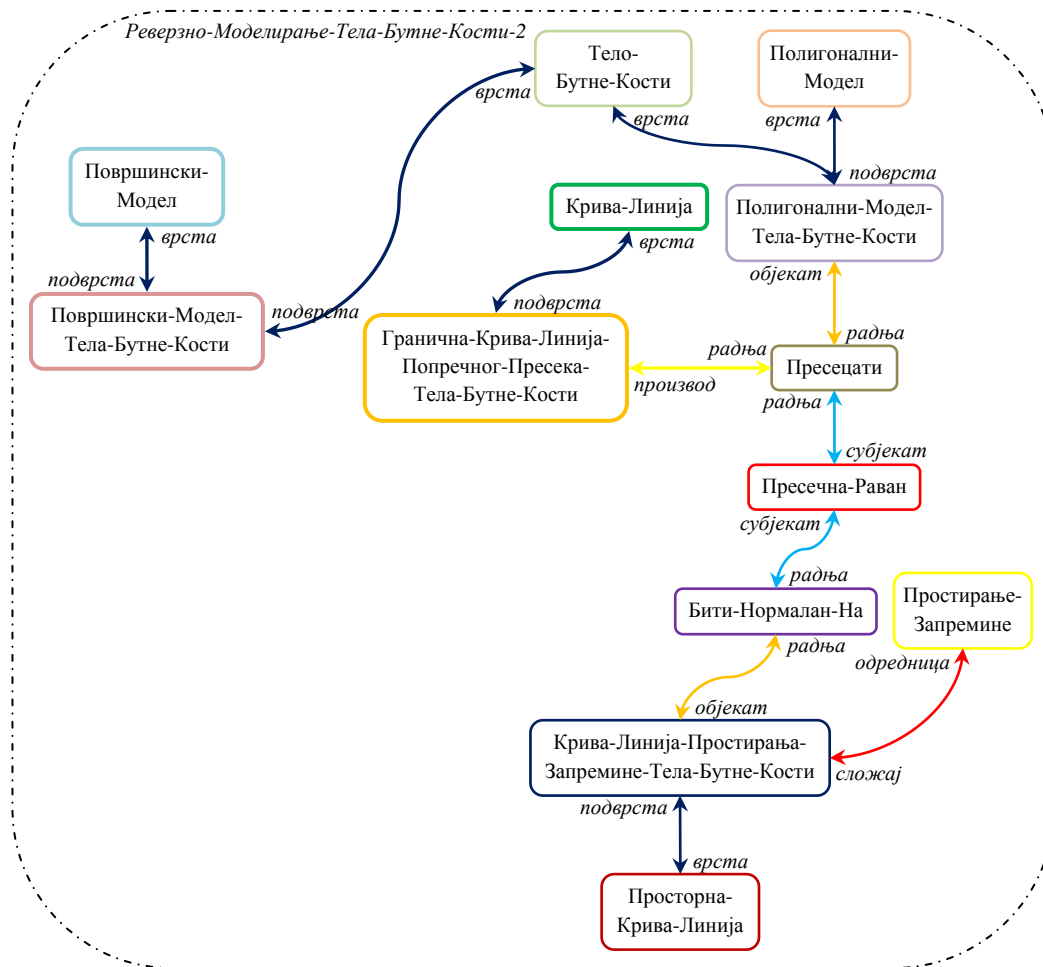 Реверзно-Моделирање-Тела-Бутне-Кости-2
Тело-
Бутне-Кости
Полигонални-
Модел
врста
врста
врста
Површински-
Модел
подврста
Крива-Линија
Полигонални-Модел-
Тела-Бутне-Кости
врста
врста
подврста
објекат
подврста
подврста
Површински-Модел-
Тела-Бутне-Кости
Гранична-Крива-Линија-
Попречног-Пресека-
Тела-Бутне-Кости
радња
радња
Пресецати
производ
радња
субјекат
Пресечна-Раван
субјекат
радња
Бити-Нормалан-На
Простирање-
Запремине
радња
одредница
објекат
Крива-Линија-Простирања-
Запремине-Тела-Бутне-Кости
сложај
подврста
врста
Просторна-
Крива-Линија